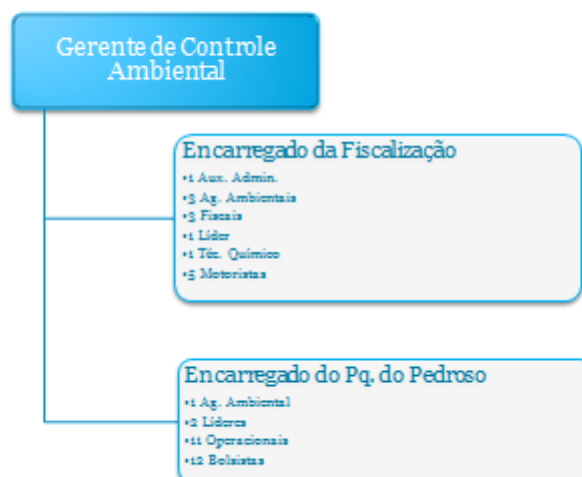 Gerente de Controle
Ambiental
Encarregado da Fiscalização
•1 Aux. Admin.
•3 Ag. Ambientais
•3 Fiscais
•1 Líder
•1 Téc. Químico
•5 Motoristas
Encarregado do Pq. do Pedroso
•1 Ag. Ambiental
•2 Líderes
•11 Operacionais
•12 Bolsistas